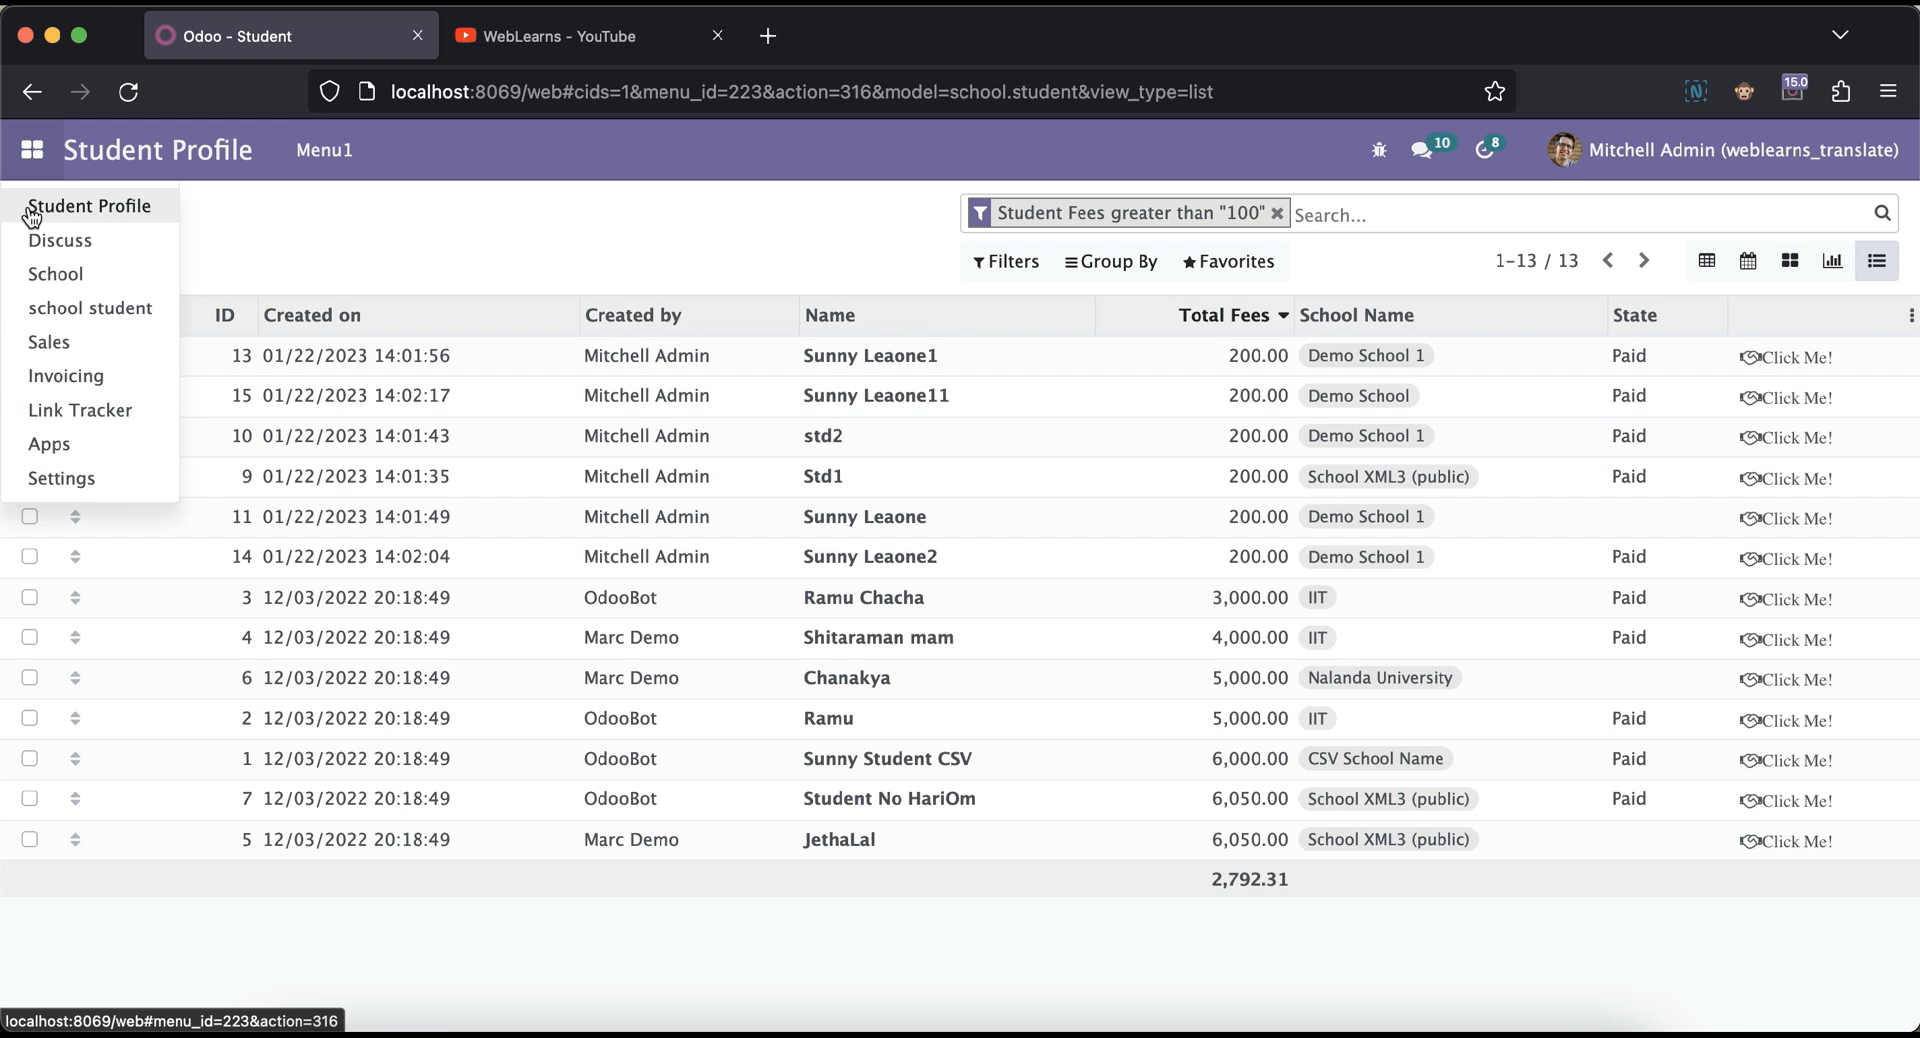 Odoo - Student
WebLearns - YouTube
localhost:8069/web#cids=1&menu_id=223&action=316&model=school.student&view_type=list
15.0
Student Profile Menu1
10 8 Mitchell Admin (weblearns_translate)
Student Profile
Discuss
School
school student
Sales
Invoicing
Link Tracker
Apps
Settings
Student Fees greater than "100" Search...
Filters Group By Favorites 1-13 / 13
ID Created on Created by Name Total Fees School Name State
13 01/22/2023 14:01:56 Mitchell Admin Sunny Leaone1 200.00 Demo School 1 Paid Click Me!
15 01/22/2023 14:02:17 Mitchell Admin Sunny Leaone11 200.00 Demo School Paid Click Me!
10 01/22/2023 14:01:43 Mitchell Admin std2 200.00 Demo School 1 Paid Click Me!
9 01/22/2023 14:01:35 Mitchell Admin Std1 200.00 School XML3 (public) Paid Click Me!
11 01/22/2023 14:01:49 Mitchell Admin Sunny Leaone 200.00 Demo School 1 Click Me!
14 01/22/2023 14:02:04 Mitchell Admin Sunny Leaone2 200.00 Demo School 1 Paid Click Me!
3 12/03/2022 20:18:49 OdooBot Ramu Chacha 3,000.00 IIT Paid Click Me!
4 12/03/2022 20:18:49 Marc Demo Shitaraman mam 4,000.00 IIT Paid Click Me!
6 12/03/2022 20:18:49 Marc Demo Chanakya 5,000.00 Nalanda University Click Me!
2 12/03/2022 20:18:49 OdooBot Ramu 5,000.00 IIT Paid Click Me!
1 12/03/2022 20:18:49 OdooBot Sunny Student CSV 6,000.00 CSV School Name Paid Click Me!
7 12/03/2022 20:18:49 OdooBot Student No HariOm 6,050.00 School XML3 (public) Paid Click Me!
5 12/03/2022 20:18:49 Marc Demo JethaLal 6,050.00 School XML3 (public) Click Me!
2,792.31
localhost:8069/web#menu_id=223&action=316